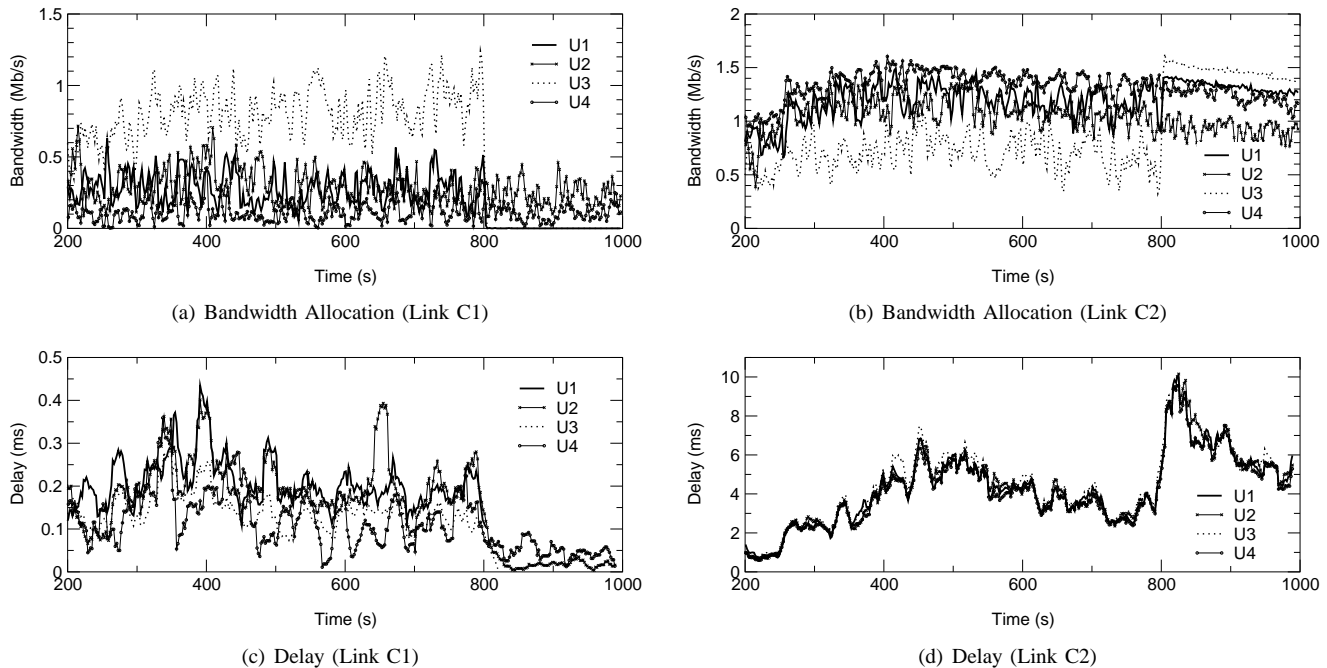 1.5
1
0.5
0
Bandwidth (Mb/s)
U1
U2
U3
U4
200 400 600 800 1000
Time (s)
(a) Bandwidth Allocation (Link C1)
2
1.5
1
0.5
0
Bandwidth (Mb/s)
U1
U2
U3
U4
200 400 600 800 1000
Time (s)
(b) Bandwidth Allocation (Link C2)
0.5
0.4
0.3
0.2
0.1
0
Delay (ms)
U1
U2
U3
U4
200 400 600 800 1000
Time (s)
(c) Delay (Link C1)
10
8
6
4
2
0
Delay (ms)
U1
U2
U3
U4
200 400 600 800 1000
Time (s)
(d) Delay (Link C2)